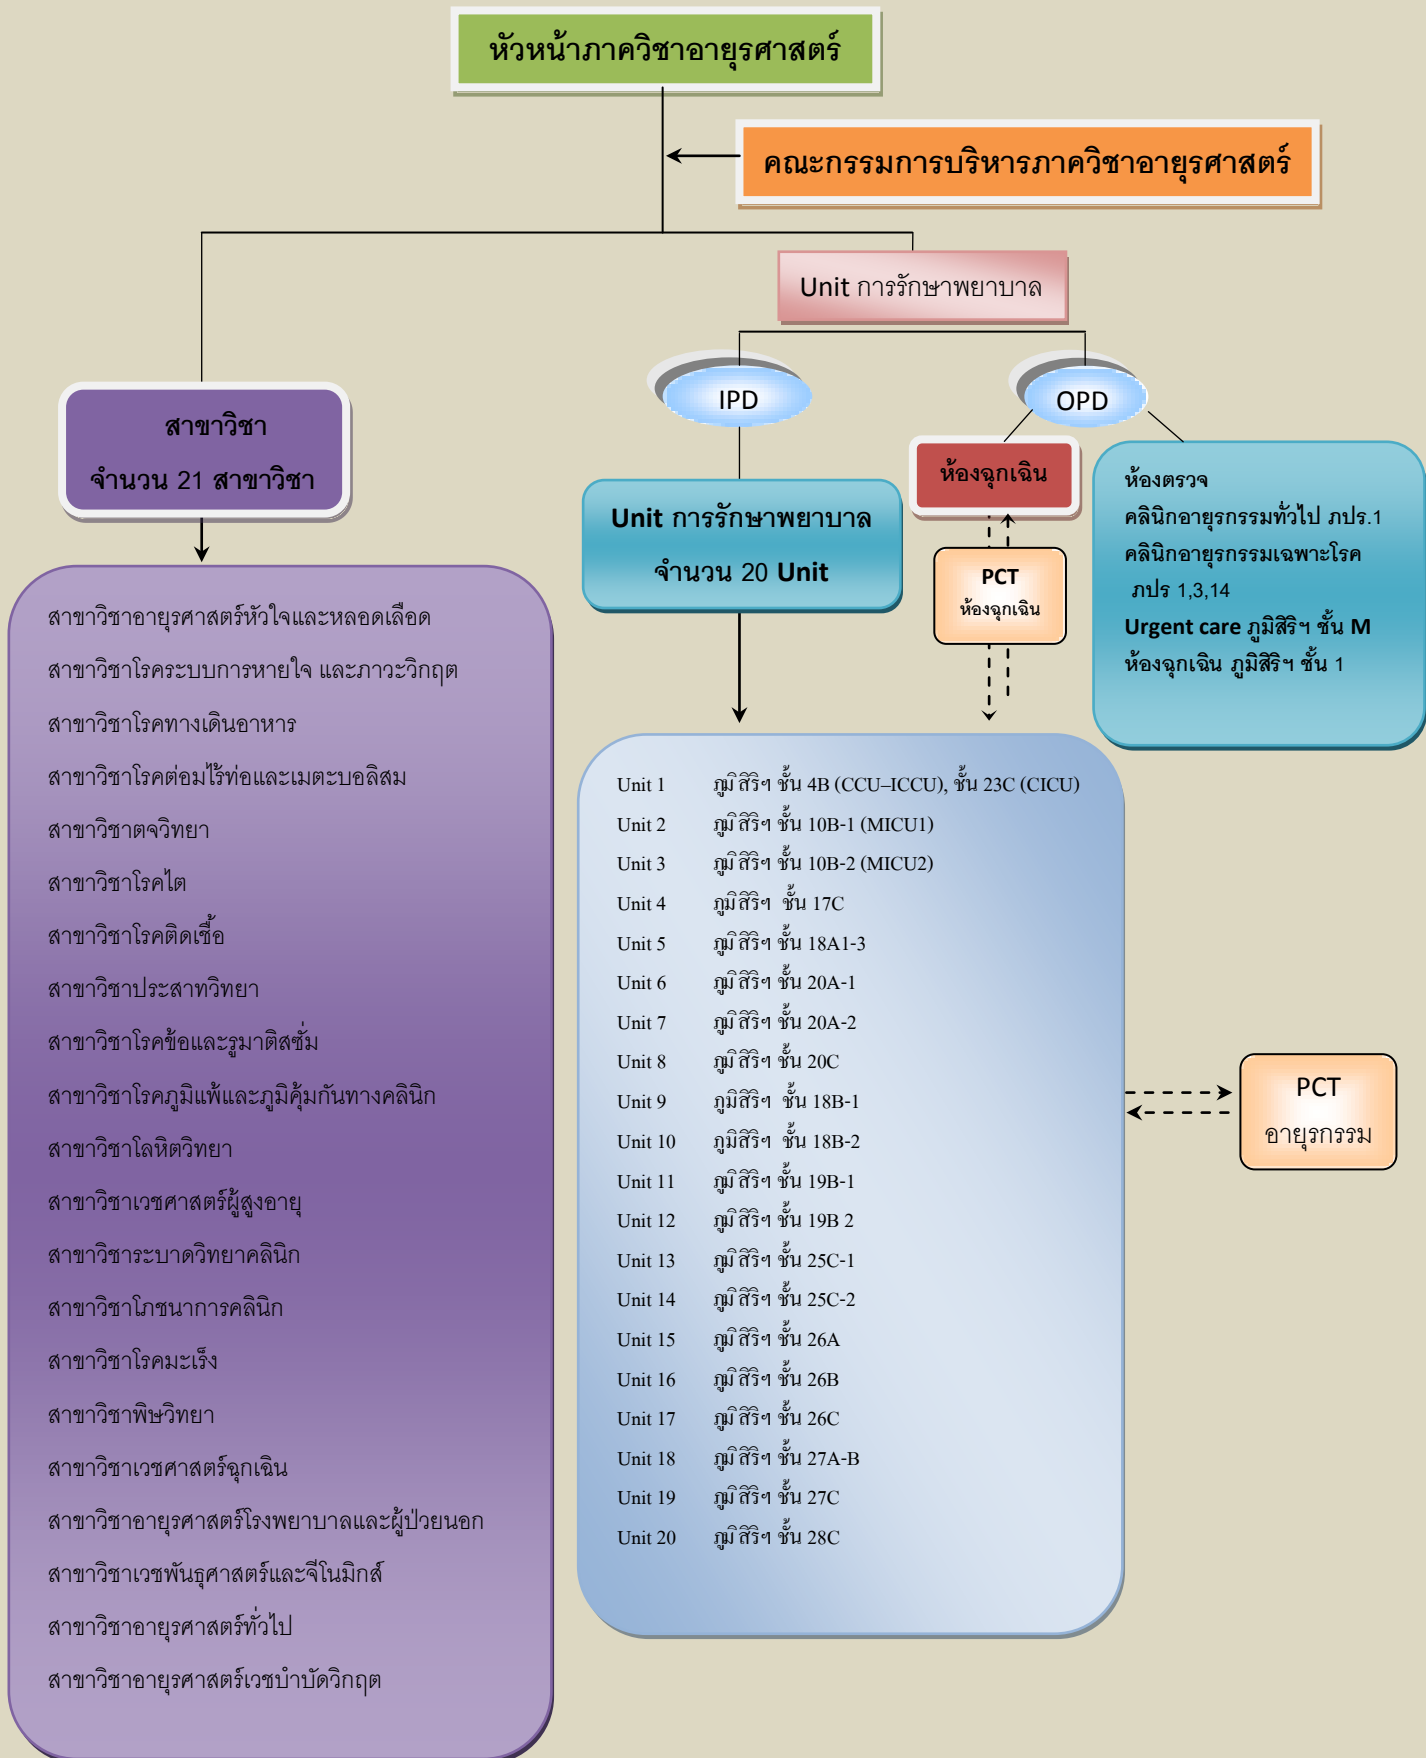 หัวหน้าภาควิชาอายุรศาสตร์
คณะกรรมการบริหารภาควิชาอายุรศาสตร์
Unit การรักษาพยาบาล
IPD
OPD
สาขาวิชา
จำนวน 21 สาขาวิชา
Unit การรักษาพยาบาล
จำนวน 20 Unit
ห้องฉุกเฉิน
PCT
ห้องฉุกเฉิน
ห้องตรวจ
คลินิกอายุรกรรมทั่วไป ภปร.1
คลินิกอายุรกรรมเฉพาะโรค
ภปร 1,3,14
Urgent care ภูมิสิริฯ ชั้น M
ห้องฉุกเฉิน ภูมิสิริฯ ชั้น 1
สาขาวิชาอายุรศาสตร์หัวใจและหลอดเลือด
สาขาวิชาโรคระบบการหายใจ และภาวะวิกฤต
สาขาวิชาโรคทางเดินอาหาร
สาขาวิชาโรคต่อมไร้ท่อและเมตะบอลิสม
สาขาวิชาตจวิทยา
สาขาวิชาโรคไต
สาขาวิชาโรคติดเชื้อ
สาขาวิชาประสาทวิทยา
สาขาวิชาโรคข้อและรูมาติสซั่ม
สาขาวิชาโรคภูมิแพ้และภูมิคุ้มกันทางคลินิก
สาขาวิชาโลหิตวิทยา
สาขาวิชาเวชศาสตร์ผู้สูงอายุ
สาขาวิชาระบาดวิทยาคลินิก
สาขาวิชาโภชนาการคลินิก
สาขาวิชาโรคมะเร็ง
สาขาวิชาพิษวิทยา
สาขาวิชาเวชศาสตร์ฉุกเฉิน
สาขาวิชาอายุรศาสตร์โรงพยาบาลและผู้ป่วยนอก
สาขาวิชาเวชพันธุศาสตร์และจีโนมิกส์
สาขาวิชาอายุรศาสตร์ทั่วไป
สาขาวิชาอายุรศาสตร์เวชบำบัดวิกฤต
Unit 1 ภูมิสิริฯ ชั้น 4B (CCU–ICCU), ชั้น 23C (CICU)
Unit 2 ภูมิสิริฯ ชั้น 10B-1 (MICU1)
Unit 3 ภูมิสิริฯ ชั้น 10B-2 (MICU2)
Unit 4 ภูมิสิริฯ ชั้น 17C
Unit 5 ภูมิสิริฯ ชั้น 18A1-3
Unit 6 ภูมิสิริฯ ชั้น 20A-1
Unit 7 ภูมิสิริฯ ชั้น 20A-2
Unit 8 ภูมิสิริฯ ชั้น 20C
Unit 9 ภูมิสิริฯ ชั้น 18B-1
Unit 10 ภูมิสิริฯ ชั้น 18B-2
Unit 11 ภูมิสิริฯ ชั้น 19B-1
Unit 12 ภูมิสิริฯ ชั้น 19B 2
Unit 13 ภูมิสิริฯ ชั้น 25C-1
Unit 14 ภูมิสิริฯ ชั้น 25C-2
Unit 15 ภูมิสิริฯ ชั้น 26A
Unit 16 ภูมิสิริฯ ชั้น 26B
Unit 17 ภูมิสิริฯ ชั้น 26C
Unit 18 ภูมิสิริฯ ชั้น 27A-B
Unit 19 ภูมิสิริฯ ชั้น 27C
Unit 20 ภูมิสิริฯ ชั้น 28C
PCT
อายุรกรรม